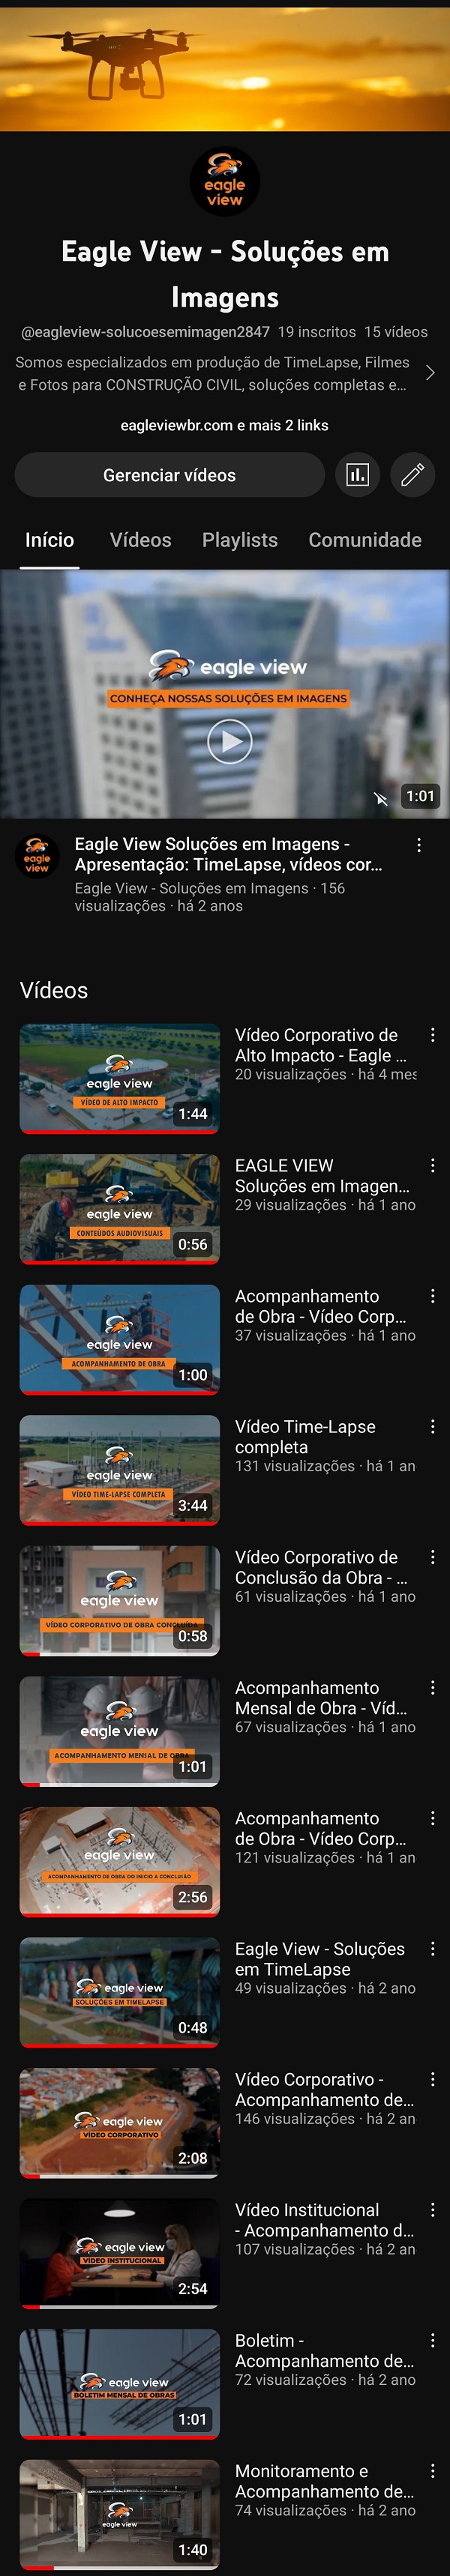 eagle
view
Eagle View - Soluções em
Imagens
@eagleview-solucoesemimagen2847 19 inscritos 15 vídeos
Somos especializados em produção de TimeLapse, Filmes
e Fotos para CONSTRUÇÃO CIVIL, soluções completas e...
eagleviewbr.com e mais 2 links
Gerenciar vídeos
Início Vídeos Playlists Comunidade
eagle view
CONHEÇA NOSSAS SOLUÇÕES EM IMAGENS
1:01
eagle
view
Eagle View Soluções em Imagens -
Apresentação: TimeLapse, vídeos cor...
Eagle View - Soluções em Imagens · 156
visualizações · há 2 anos
Vídeos
eagle view
VÍDEO DE ALTO IMPACTO
1:44
Vídeo Corporativo de
Alto Impacto - Eagle ...
20 visualizações · há 4 mes
eagle view
CONTEÚDOS AUDIOVISUAIS
0:56
EAGLE VIEW
Soluções em Imagen...
29 visualizações · há 1 ano
eagle view
ACOMPANHAMENTO DE OBRA
1:00
Acompanhamento
de Obra - Vídeo Corp...
37 visualizações · há 1 ano
eagle view
VÍDEO TIME-LAPSE COMPLETA
3:44
Vídeo Time-Lapse
completa
131 visualizações · há 1 an
eagle view
VÍDEO CORPORATIVO DE OBRA CONCLUÍDA
0:58
Vídeo Corporativo de
Conclusão da Obra - ...
61 visualizações · há 1 ano
eagle view
ACOMPANHAMENTO MENSAL DE OBRA
1:01
Acompanhamento
Mensal de Obra - Víd...
67 visualizações · há 1 ano
eagle view
ACOMPANHAMENTO DE OBRA DO INICIO A CONCLUSÃO
2:56
Acompanhamento
de Obra - Vídeo Corp...
121 visualizações · há 1 an
eagle view
SOLUÇÕES EM TIMELAPSE
0:48
Eagle View - Soluções
em TimeLapse
49 visualizações · há 2 ano
eagle view
VÍDEO CORPORATIVO
2:08
Vídeo Corporativo -
Acompanhamento de...
146 visualizações · há 2 an
eagle view
VÍDEO INSTITUCIONAL
2:54
Vídeo Institucional
- Acompanhamento d...
107 visualizações · há 2 an
eagle view
BOLETIM MENSAL DE OBRAS
1:01
Boletim -
Acompanhamento de...
72 visualizações · há 2 ano
eagle view
1:40
Monitoramento e
Acompanhamento de...
74 visualizações · há 2 ano